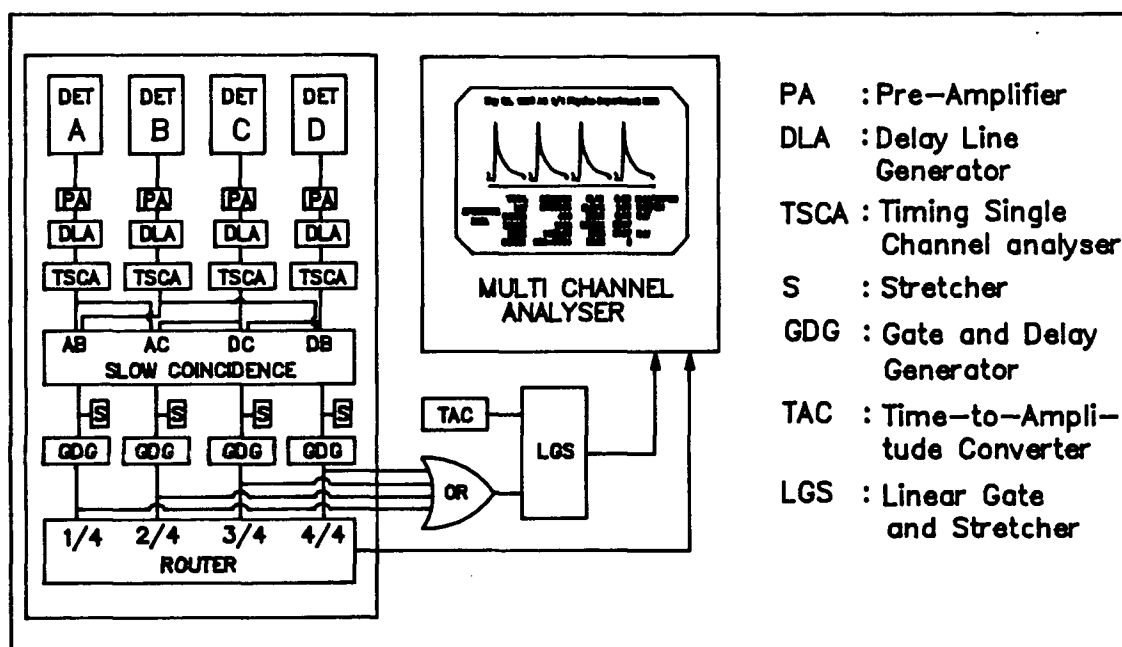 DET DET DET DET
A B C D
PA PA PA PA
DLA DLA DLA DLA
TSCA TSCA TSCA TSCA
AB AC DC DB
SLOW COINCIDENCE
S S S S
GDG GDG GDG GDG
1/4 2/4 3/4 4/4
ROUTER
MULTI CHANNEL
ANALYSER
TAC
LGS
OR
PA : Pre-Amplifier
DLA : Delay Line
Generator
TSCA : Timing Single
Channel analyser
S : Stretcher
GDG : Gate and Delay
Generator
TAC : Time-to-Ampli-
tude Converter
LGS : Linear Gate
and Stretcher